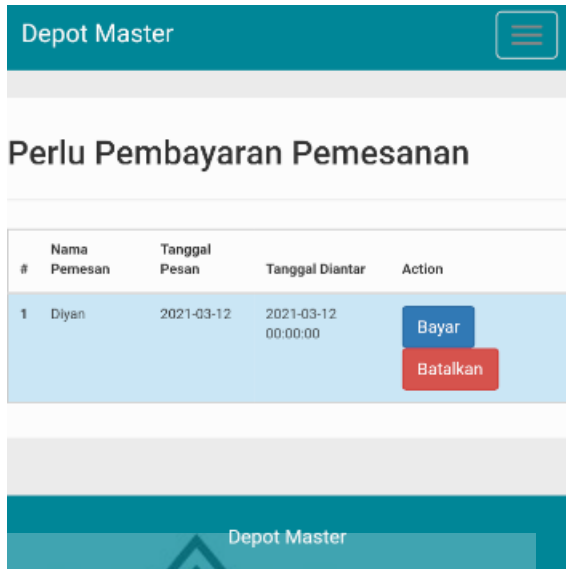 Depot Master
Perlu Pembayaran Pemesanan
# Nama Pemesan Tanggal Pesan Tanggal Diantar Action
1 Diyan 2021-03-12 2021-03-12 00:00:00 Bayar
Batalkan
Depot Master